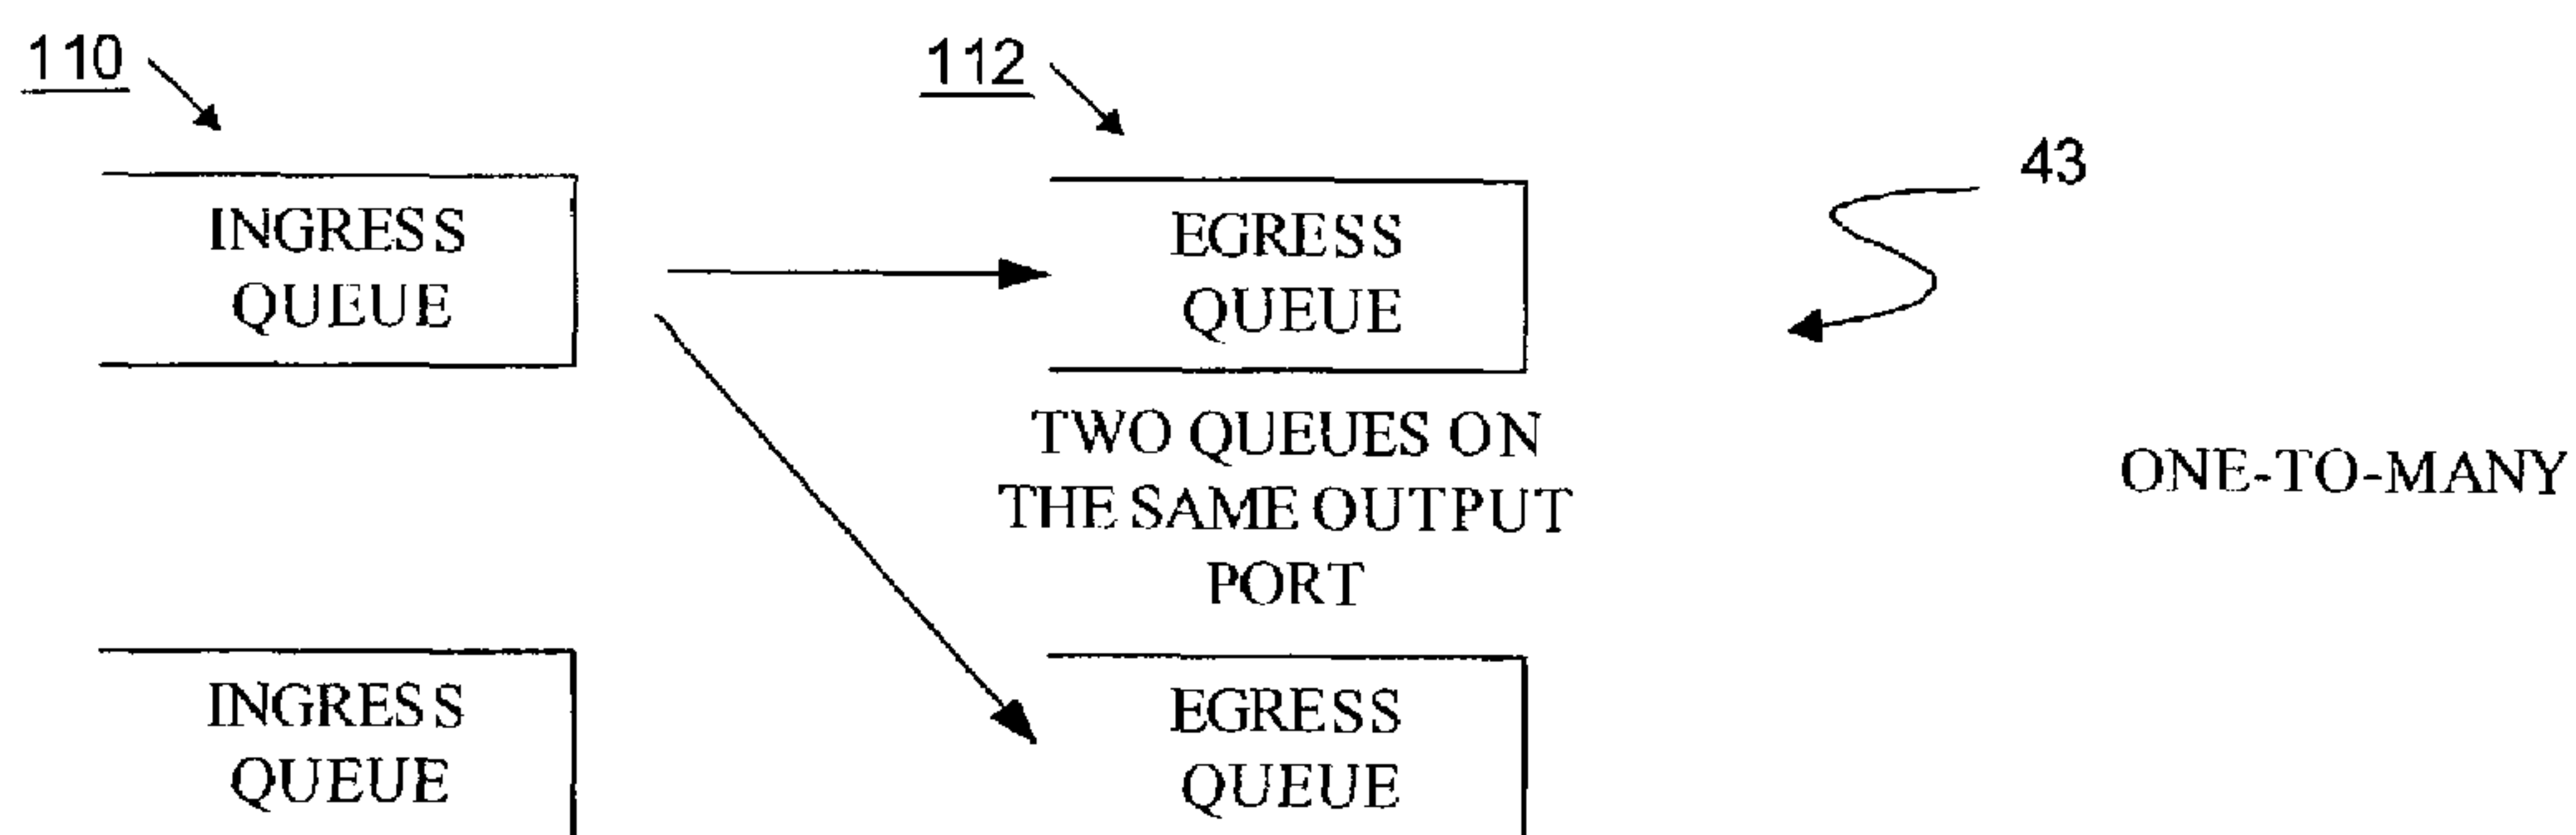 110
112
43
INGRESS
QUEUE
EGRESS
QUEUE
TWO QUEUES ON
THE SAME OUTPUT
PORT
ONE-TO-MANY
INGRESS
QUEUE
EGRESS
QUEUE